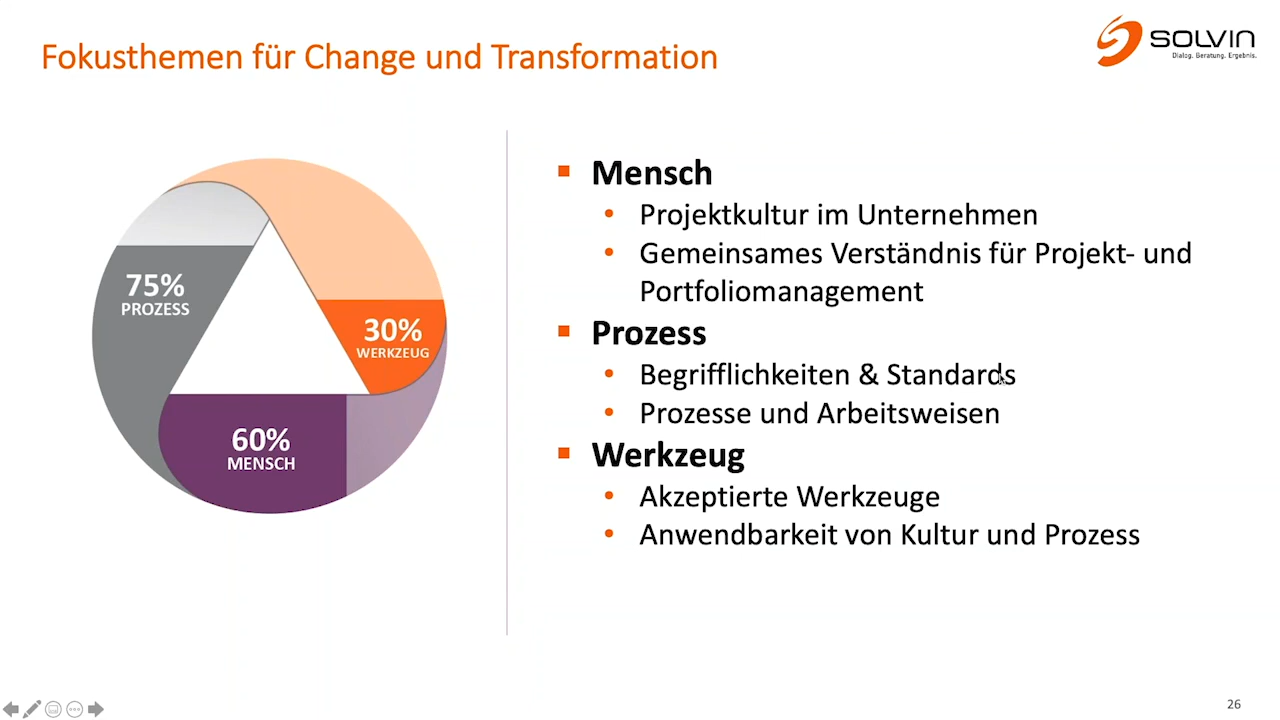 Fokusthemen für Change und Transformation
SOLVIN
Dialog. Beratung. Ergebnis.
75%
PROZESS
30%
WERKZEUG
60%
MENSCH
Mensch
Projektkultur im Unternehmen
Gemeinsames Verständnis für Projekt- und
Portfoliomanagement
Prozess
Begrifflichkeiten & Standards
Prozesse und Arbeitsweisen
Werkzeug
Akzeptierte Werkzeuge
Anwendbarkeit von Kultur und Prozess
26